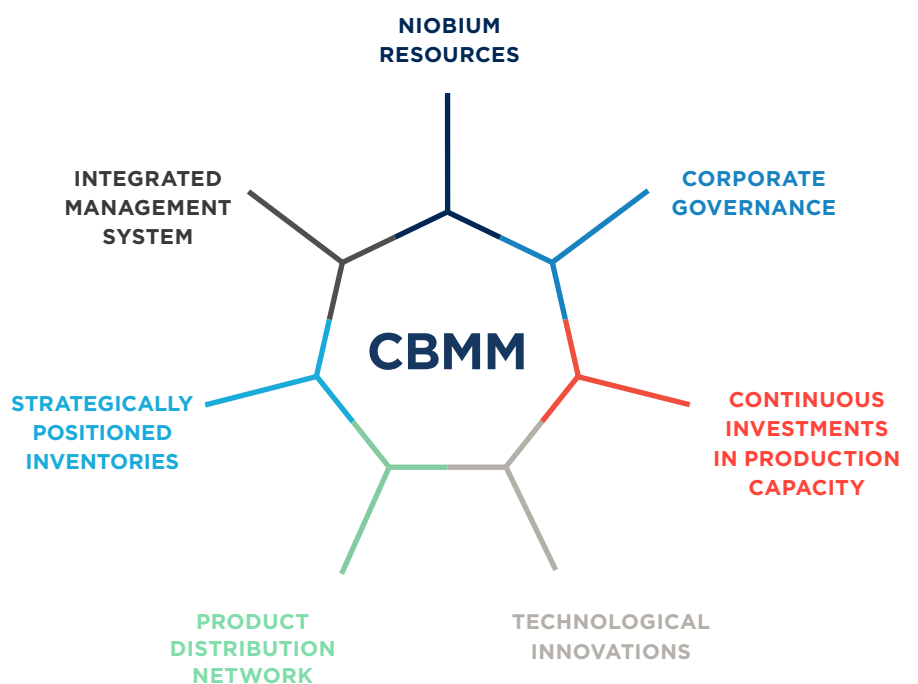 NIOBIUM
RESOURCES
INTEGRATED
MANAGEMENT
SYSTEM
CORPORATE
GOVERNANCE
CBMM
STRATEGICALLY
POSITIONED
INVENTORIES
CONTINUOUS
INVESTMENTS
IN PRODUCTION
CAPACITY
PRODUCT
DISTRIBUTION
NETWORK
TECHNOLOGICAL
INNOVATIONS